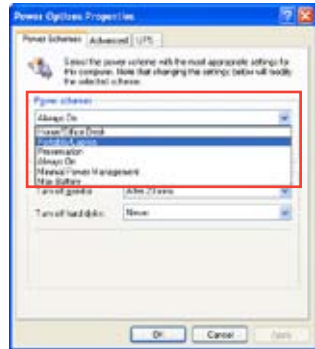 Power Options Properties
Power Schemes Advanced UPS
Select the power scheme with the most appropriate settings for
this computer. Note that changing the settings below will modify
the selected scheme.
Power schemes
Always On
Home/Office Desk
Portable/Laptop
Presentation
Always On
Minimal Power Management
Max Battery
Turn off monitor: After 20 mins
Turn off hard disks: Never
OK Cancel Apply